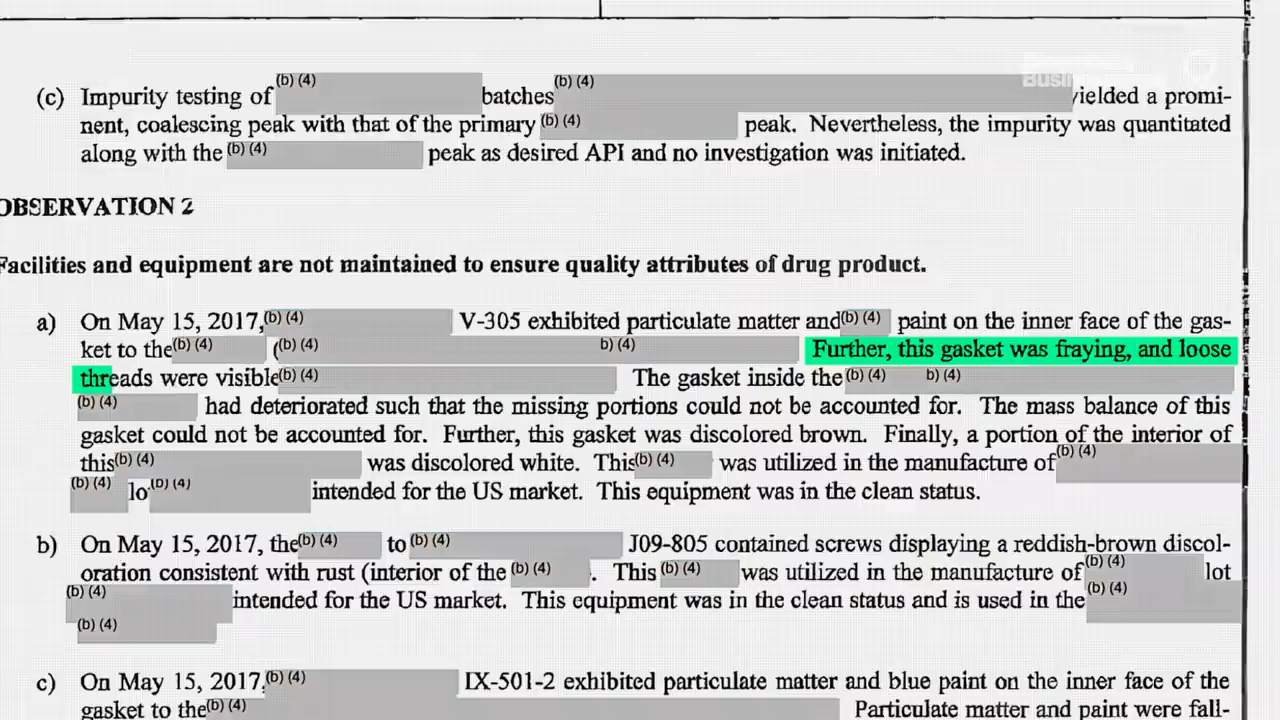 (b) (4) (b) (4)
(c) Impurity testing of batches yielded a promi-
nent, coalescing peak with that of the primary (b) (4) peak. Nevertheless, the impurity was quantitated
along with the (b) (4) peak as desired API and no investigation was initiated.
OBSERVATION 2
Facilities and equipment are not maintained to ensure quality attributes of drug product.
a) On May 15, 2017, (b) (4) V-305 exhibited particulate matter and (b) (4) paint on the inner face of the gas-
ket to the (b) (4) ( (b) (4) b) (4) Further, this gasket was fraying, and loose
threads were visible (b) (4) The gasket inside the (b) (4) b) (4)
(b) (4) had deteriorated such that the missing portions could not be accounted for. The mass balance of this
gasket could not be accounted for. Further, this gasket was discolored brown. Finally, a portion of the interior of
this (b) (4) was discolored white. This (b) (4) was utilized in the manufacture of (b) (4)
(b) (4) lo (b) (4) intended for the US market. This equipment was in the clean status.
b) On May 15, 2017, the (b) (4) to (b) (4) J09-805 contained screws displaying a reddish-brown discol-
oration consistent with rust (interior of the (b) (4) . This (b) (4) was utilized in the manufacture of (b) (4) lot
(b) (4) intended for the US market. This equipment was in the clean status and is used in the (b) (4)
(b) (4)
c) On May 15, 2017, (b) (4) IX-501-2 exhibited particulate matter and blue paint on the inner face of the
gasket to the (b) (4) Particulate matter and paint were fall-